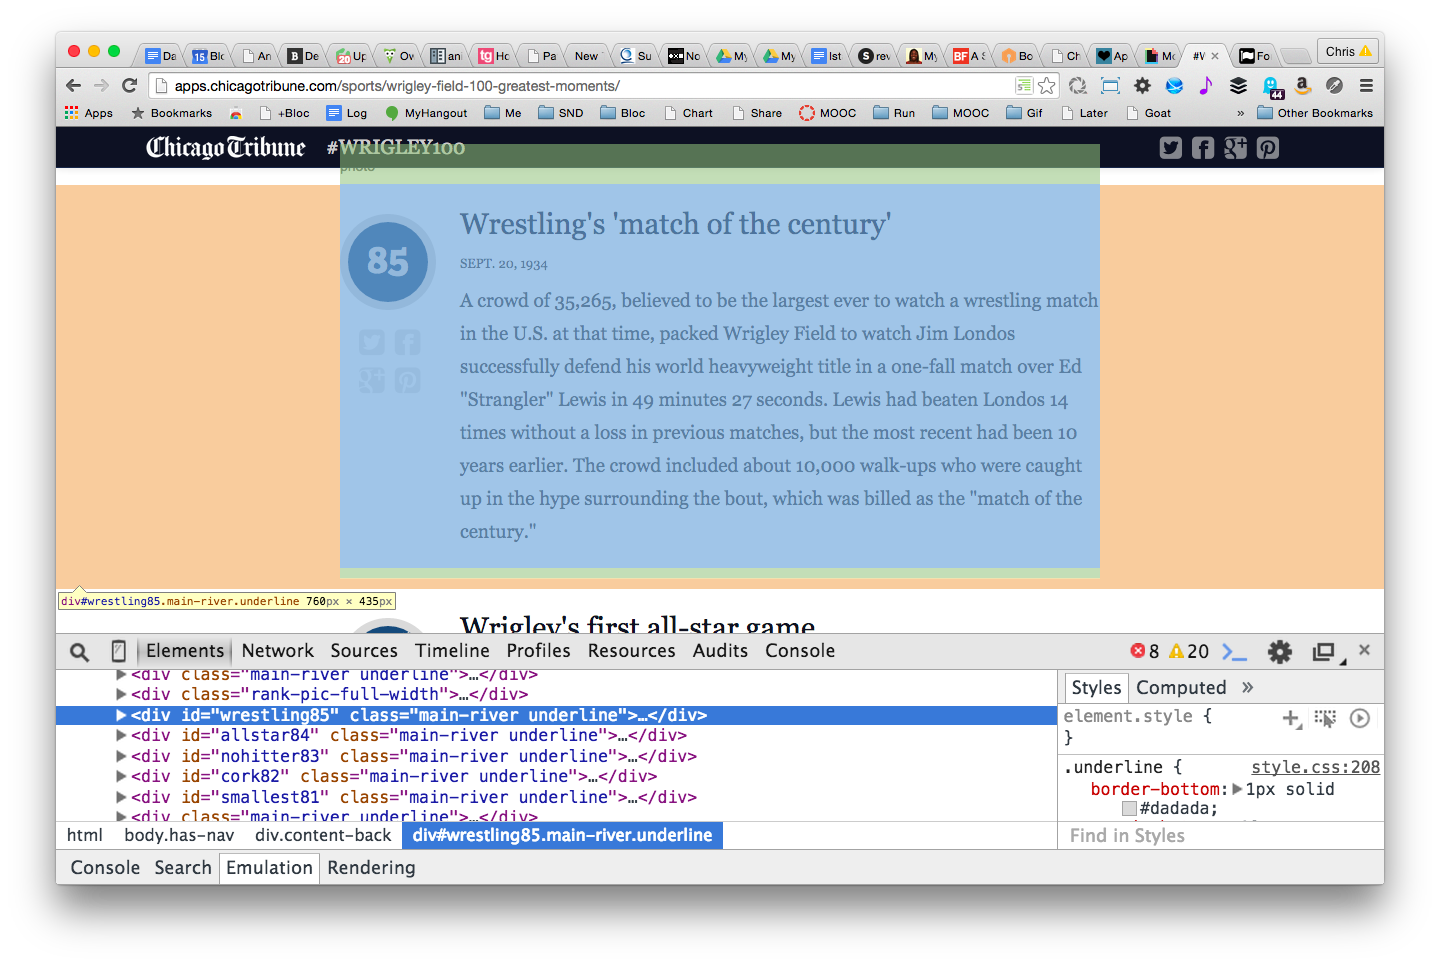 Da
15 Blo
An
B De
20 Up
Ov
an
tg Ho
Pa
New
Su
No
My
My
Ist
S rev
My
BF A S
Bo
Ch
Ap
Mo
#V ×
Fo
Chris
apps.chicagotribune.com/sports/wrigley-field-100-greatest-moments/
44
Apps Bookmarks +Bloc Log MyHangout Me SND Bloc Chart Share MOOC Run MOOC Gif Later Goat » Other Bookmarks
Chicago Tribune #WRIGLEY100
photo
Wrestling's 'match of the century'
85
SEPT. 20, 1934
A crowd of 35,265, believed to be the largest ever to watch a wrestling match
in the U.S. at that time, packed Wrigley Field to watch Jim Londos
successfully defend his world heavyweight title in a one-fall match over Ed
"Strangler" Lewis in 49 minutes 27 seconds. Lewis had beaten Londos 14
times without a loss in previous matches, but the most recent had been 10
years earlier. The crowd included about 10,000 walk-ups who were caught
up in the hype surrounding the bout, which was billed as the "match of the
century."
div#wrestling85.main-river.underline 760px × 435px
Wrigley's first all-star game
Elements Network Sources Timeline Profiles Resources Audits Console 8 20
<div class="main-river underline">…</div>
<div class="rank-pic-full-width">…</div>
<div id="wrestling85" class="main-river underline">…</div>
<div id="allstar84" class="main-river underline">…</div>
<div id="nohitter83" class="main-river underline">…</div>
<div id="cork82" class="main-river underline">…</div>
<div id="smallest81" class="main-river underline">…</div>
<div class="main-river underline">…</div>
Styles Computed »
element.style {
}
.underline { style.css:208
border-bottom: 1px solid
#dadada;
Find in Styles
html body.has-nav div.content-back div#wrestling85.main-river.underline
Console Search Emulation Rendering